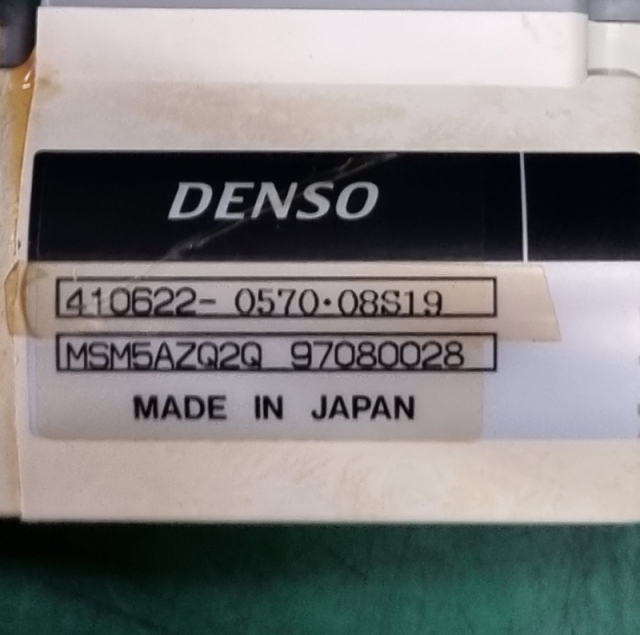 DENSO
410622- 0570·08S19
MSM5AZQ2Q 97080028
MADE IN JAPAN